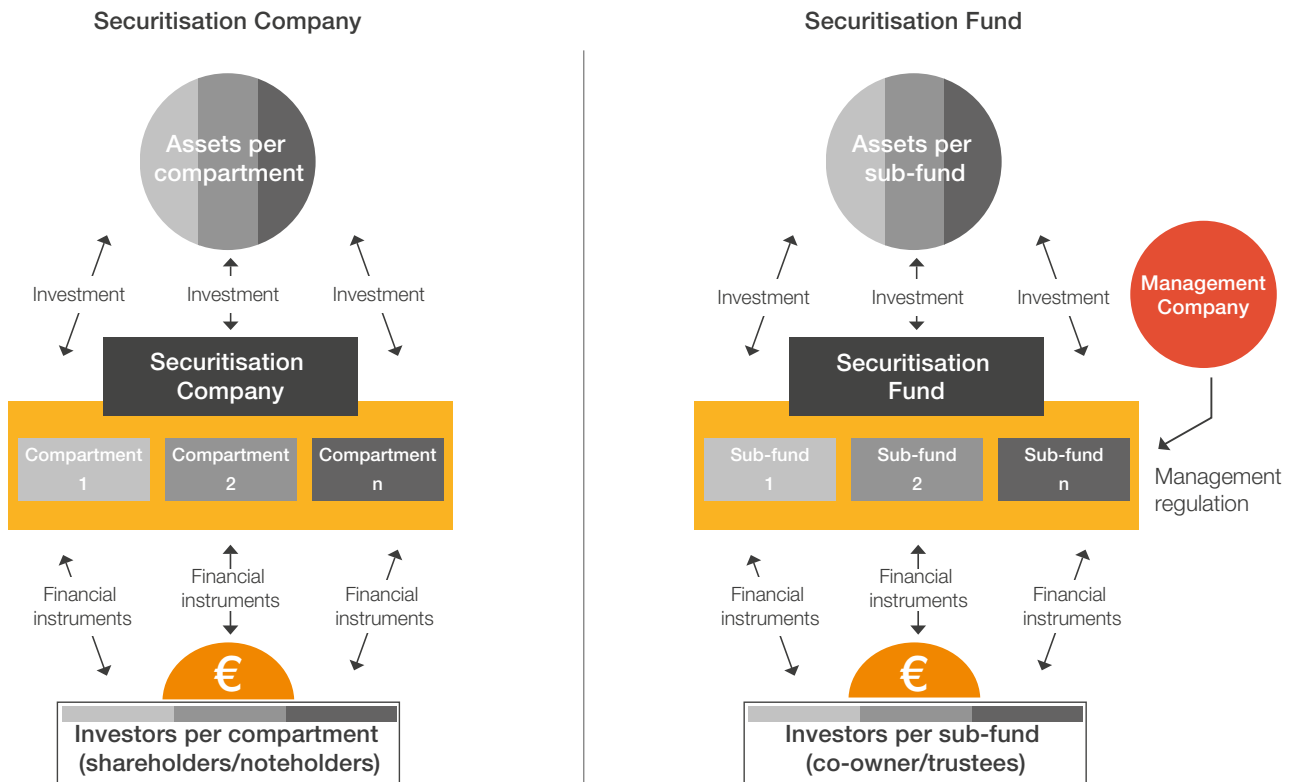 Securitisation Company
Assets per
compartment
Investment
Investment
Investment
Securitisation
Company
Compartment
1
Compartment
2
Compartment
n
Financial
instruments
Financial
instruments
Financial
instruments
€
Investors per compartment
(shareholders/noteholders)
Securitisation Fund
Assets per
sub-fund
Management
Company
Investment
Investment
Investment
Securitisation
Fund
Sub-fund
1
Sub-fund
2
Sub-fund
n
Management
regulation
Financial
instruments
Financial
instruments
Financial
instruments
€
Investors per sub-fund
(co-owner/trustees)